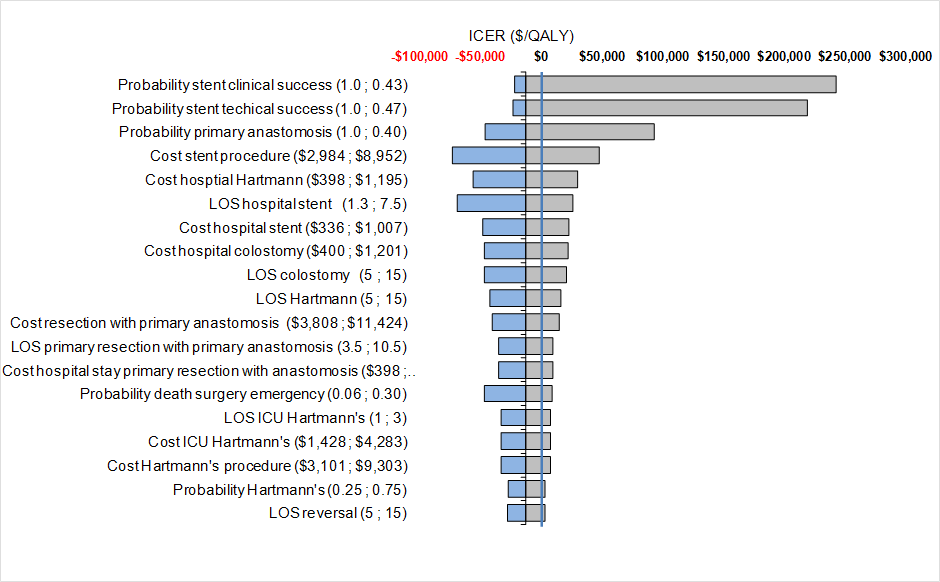 ICER ($/QALY)
-$100,000 -$50,000 $0 $50,000 $100,000 $150,000 $200,000 $250,000 $300,000
Probability stent clinical success (1.0 ; 0.43)
Probability stent techical success (1.0 ; 0.47)
Probability primary anastomosis (1.0 ; 0.40)
Cost stent procedure ($2,984 ; $8,952)
Cost hosptial Hartmann ($398 ; $1,195)
LOS hospital stent (1.3 ; 7.5)
Cost hospital stent ($336 ; $1,007)
Cost hospital colostomy ($400 ; $1,201)
LOS colostomy (5 ; 15)
LOS Hartmann (5 ; 15)
Cost resection with primary anastomosis ($3,808 ; $11,424)
LOS primary resection with primary anastomosis (3.5 ; 10.5)
Cost hospital stay primary resection with anastomosis ($398 ;..
Probability death surgery emergency (0.06 ; 0.30)
LOS ICU Hartmann's (1 ; 3)
Cost ICU Hartmann's ($1,428 ; $4,283)
Cost Hartmann's procedure ($3,101 ; $9,303)
Probability Hartmann's (0.25 ; 0.75)
LOS reversal (5 ; 15)